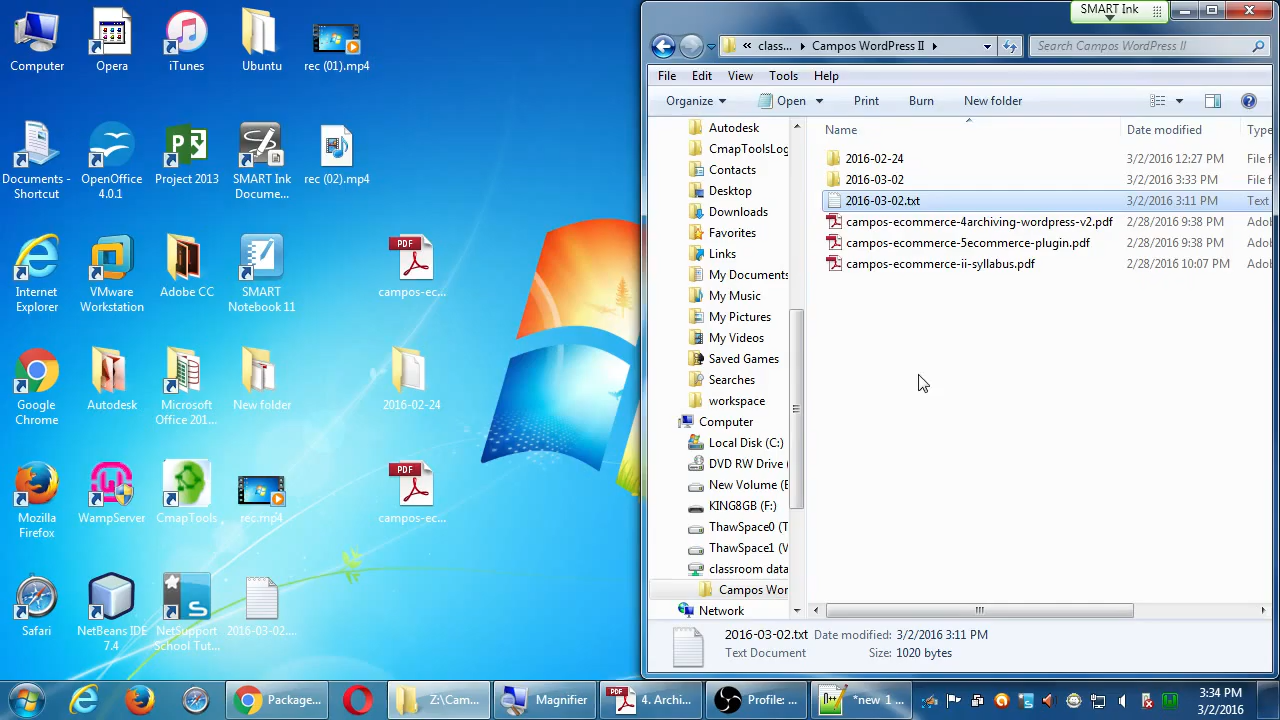 Computer
Opera
iTunes
Ubuntu
rec (01).mp4
Documents -
Shortcut
OpenOffice
4.0.1
Project 2013
SMART Ink
Docume...
rec (02).mp4
Internet
Explorer
VMware
Workstation
Adobe CC
SMART
Notebook 11
PDF
campos-ec...
Google
Chrome
Autodesk
Microsoft
Office 201...
New folder
2016-02-24
Mozilla
Firefox
WampServer
CmapTools
rec.mp4
PDF
campos-ec...
Safari
NetBeans IDE
7.4
NetSupport
School Tut...
2016-03-02....
SMART Ink
« class... Campos WordPress II
Search Campos WordPress II
File Edit View Tools Help
Organize Open Print Burn New folder
Autodesk
CmapToolsLog
Contacts
Desktop
Downloads
Favorites
Links
My Documents
My Music
My Pictures
My Videos
Saved Games
Searches
workspace
Computer
Local Disk (C:)
DVD RW Drive (
New Volume (E
KING8GB (F:)
ThawSpace0 (T
ThawSpace1 (V
classroom data
Campos Wor
Network
Name Date modified Type
2016-02-24 3/2/2016 12:27 PM File f
2016-03-02 3/2/2016 3:33 PM File f
2016-03-02.txt 3/2/2016 3:11 PM Text
campos-ecommerce-4archiving-wordpress-v2.pdf 2/28/2016 9:38 PM Adob
campos-ecommerce-5ecommerce-plugin.pdf 2/28/2016 9:38 PM Adob
campos-ecommerce-ii-syllabus.pdf 2/28/2016 10:07 PM Adob
2016-03-02.txt Date modified: 3/2/2016 3:11 PM
Text Document Size: 1020 bytes
Package... Z:\Cam... Magnifier PDF 4. Archi... Profile: ... *new 1 ... 3:34 PM
3/2/2016